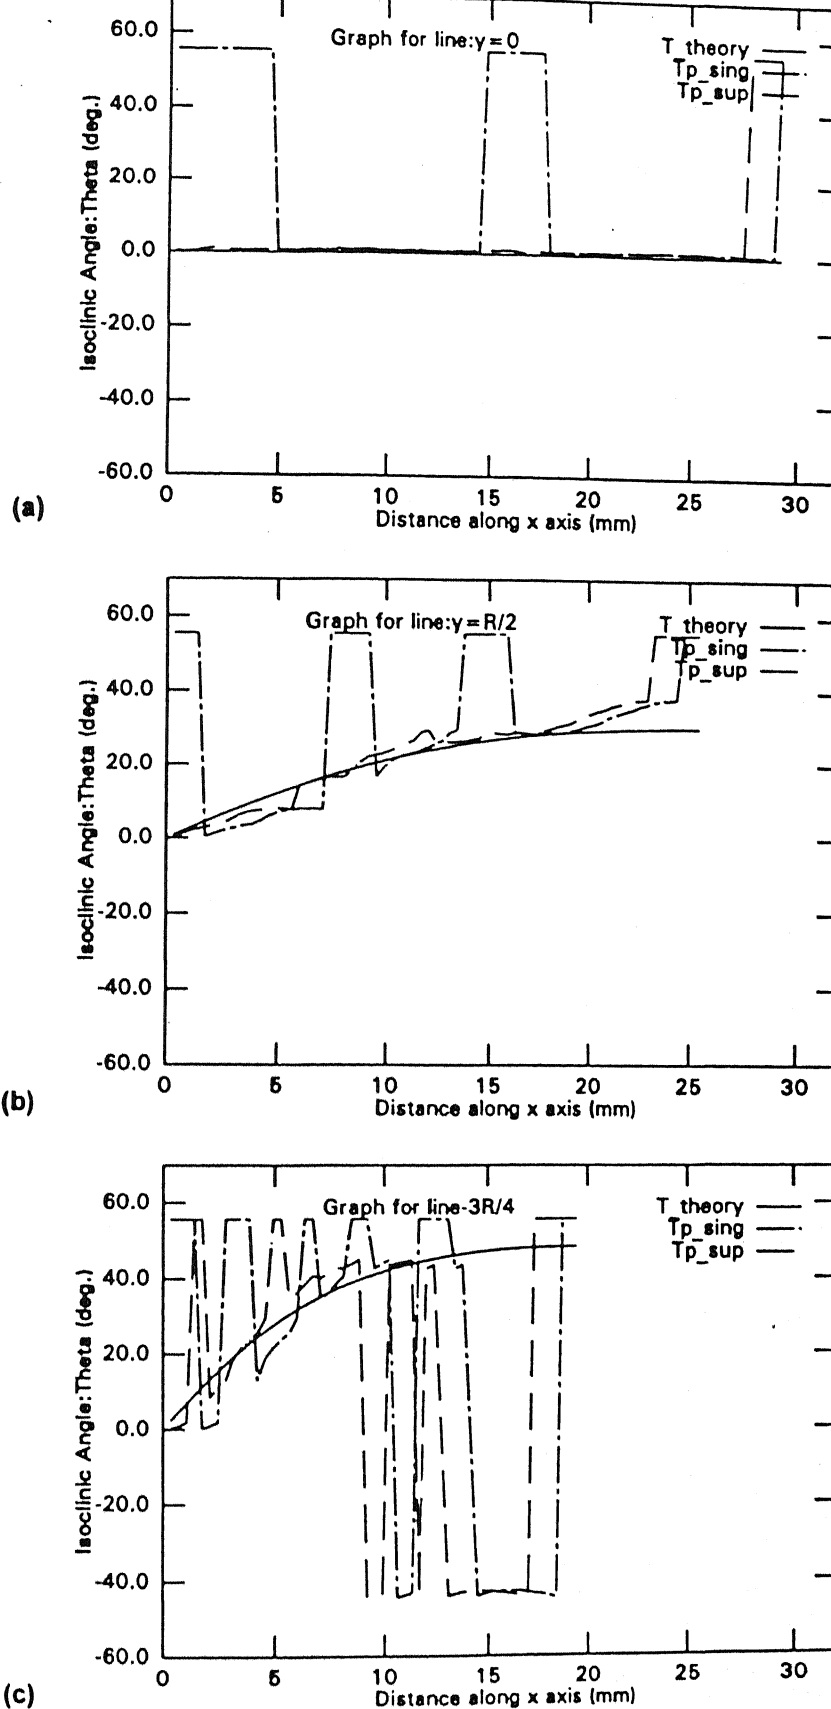 60.0
40.0
20.0
0.0
-20.0
-40.0
-60.0
Isoclinic Angle:Theta (deg.)
Graph for line:y=0
T_theory
Tp_sing
Tp_sup
0 5 10 15 20 25 30
Distance along x axis (mm)
(a)
60.0
40.0
20.0
0.0
-20.0
-40.0
-60.0
Isoclinic Angle:Theta (deg.)
Graph for line:y=R/2
T_theory
Tp_sing
Tp_sup
0 5 10 15 20 25 30
Distance along x axis (mm)
(b)
60.0
40.0
20.0
0.0
-20.0
-40.0
-60.0
Isoclinic Angle:Theta (deg.)
Graph for line-3R/4
T_theory
Tp_sing
Tp_sup
0 5 10 15 20 25 30
Distance along x axis (mm)
(c)